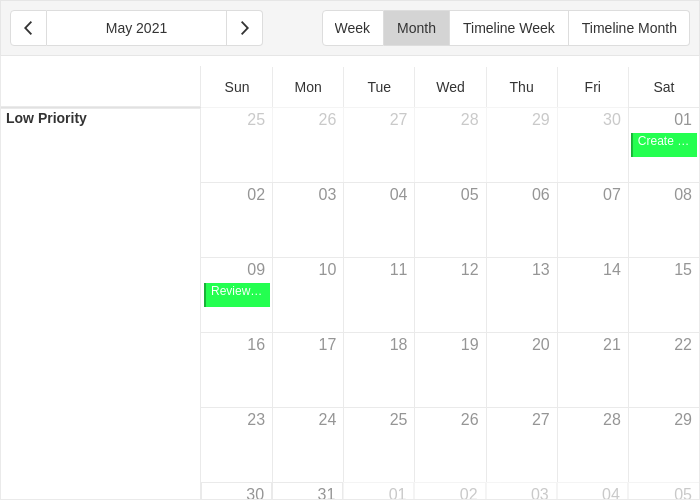 May 2021 Week Month Timeline Week Timeline Month
Sun Mon Tue Wed Thu Fri Sat
Low Priority
25 26 27 28 29 30 01
Create ...
02 03 04 05 06 07 08
09 10 11 12 13 14 15
Review...
16 17 18 19 20 21 22
23 24 25 26 27 28 29
30 31 01 02 03 04 05